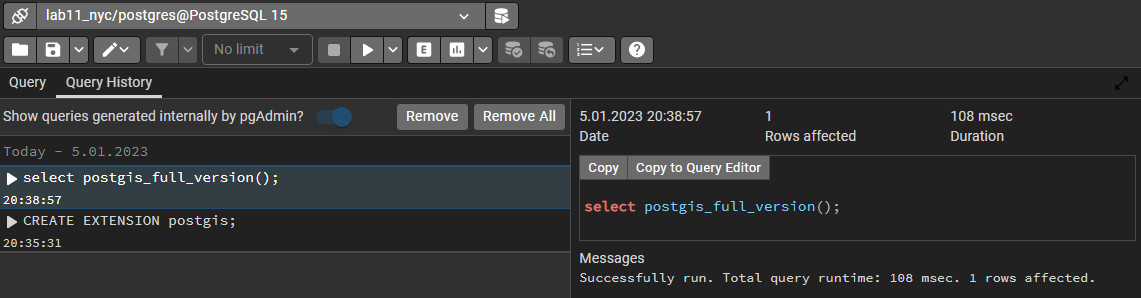 lab11_nyc/postgres@PostgreSQL 15
No limit
E
Query Query History
Show queries generated internally by pgAdmin? Remove Remove All
Today - 5.01.2023
select postgis_full_version();
20:38:57
CREATE EXTENSION postgis;
20:35:31
5.01.2023 20:38:57 1 108 msec
Date Rows affected Duration
Copy Copy to Query Editor
select postgis_full_version();
Messages
Successfully run. Total query runtime: 108 msec. 1 rows affected.